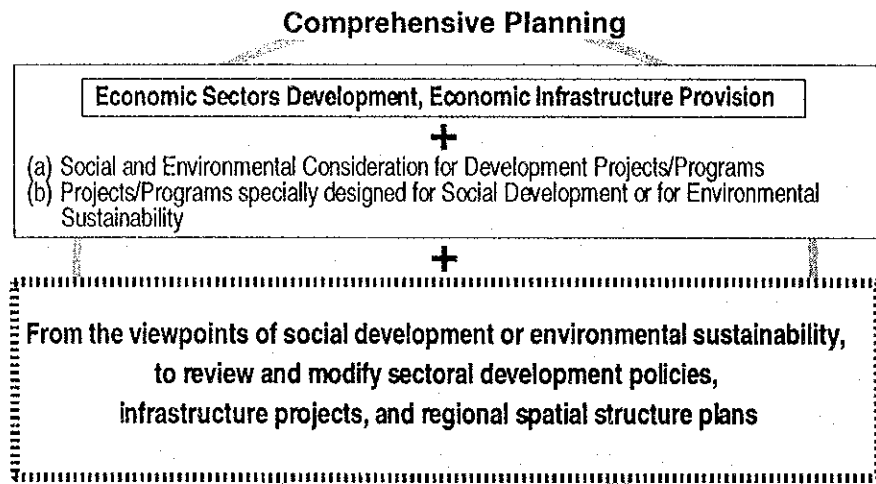 Comprehensive Planning
Economic Sectors Development, Economic Infrastructure Provision
+
(a) Social and Environmental Consideration for Development Projects/Programs
(b) Projects/Programs specially designed for Social Development or for Environmental
Sustainability
+
From the viewpoints of social development or environmental sustainability,
to review and modify sectoral development policies,
infrastructure projects, and regional spatial structure plans